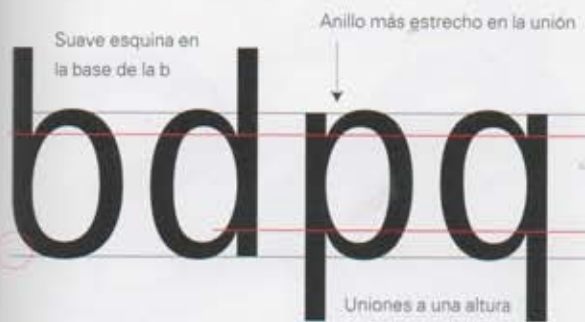 Anillo más estrecho en la unión
Suave esquina en
la base de la b
bdpq
Uniones a una altura